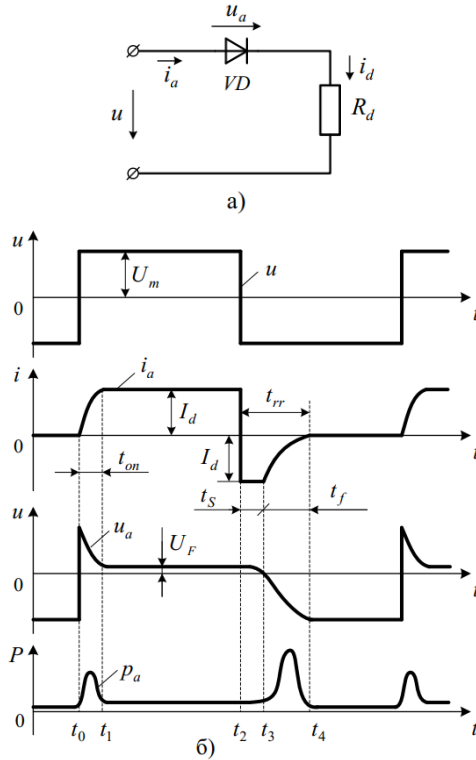 u_a
i_a
VD
i_d
u
R_d
а)
u
u
U_m
0
t
i
i_a
t_rr
I_d
0
t
t_on
I_d
t_S
t_f
u
u_a
U_F
0
t
P
p_a
0
t_0 t_1 t_2 t_3 t_4 t
б)